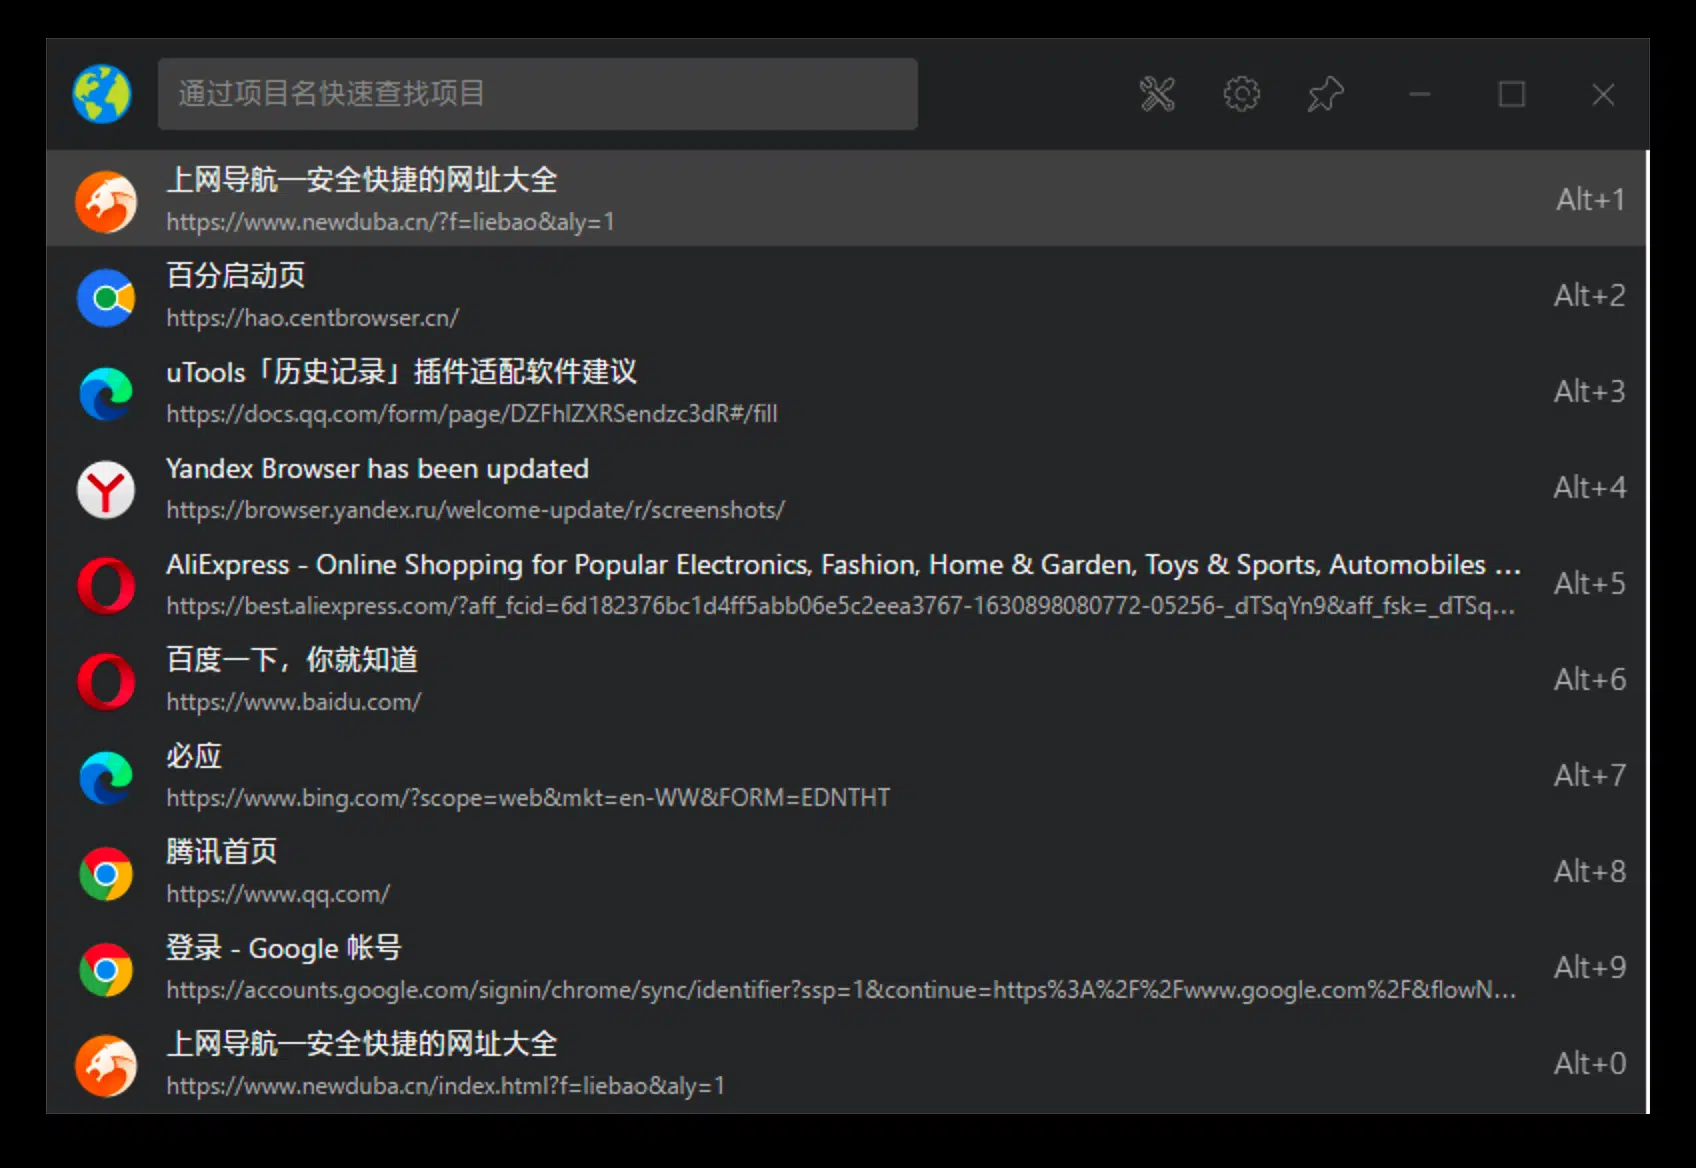 通过项目名快速查找项目
上网导航—安全快捷的网址大全
https://www.newduba.cn/?f=liebao&aly=1
Alt+1
百分启动页
https://hao.centbrowser.cn/
Alt+2
uTools「历史记录」插件适配软件建议
https://docs.qq.com/form/page/DZFhlZXRSendzc3dR#/fill
Alt+3
Yandex Browser has been updated
https://browser.yandex.ru/welcome-update/r/screenshots/
Alt+4
AliExpress - Online Shopping for Popular Electronics, Fashion, Home & Garden, Toys & Sports, Automobiles ...
https://best.aliexpress.com/?aff_fcid=6d182376bc1d4ff5abb06e5c2eea3767-1630898080772-05256-_dTSqYn9&aff_fsk=_dTSq...
Alt+5
百度一下，你就知道
https://www.baidu.com/
Alt+6
必应
https://www.bing.com/?scope=web&mkt=en-WW&FORM=EDNTHT
Alt+7
腾讯首页
https://www.qq.com/
Alt+8
登录 - Google 帐号
https://accounts.google.com/signin/chrome/sync/identifier?ssp=1&continue=https%3A%2F%2Fwww.google.com%2F&flowN...
Alt+9
上网导航—安全快捷的网址大全
https://www.newduba.cn/index.html?f=liebao&aly=1
Alt+0